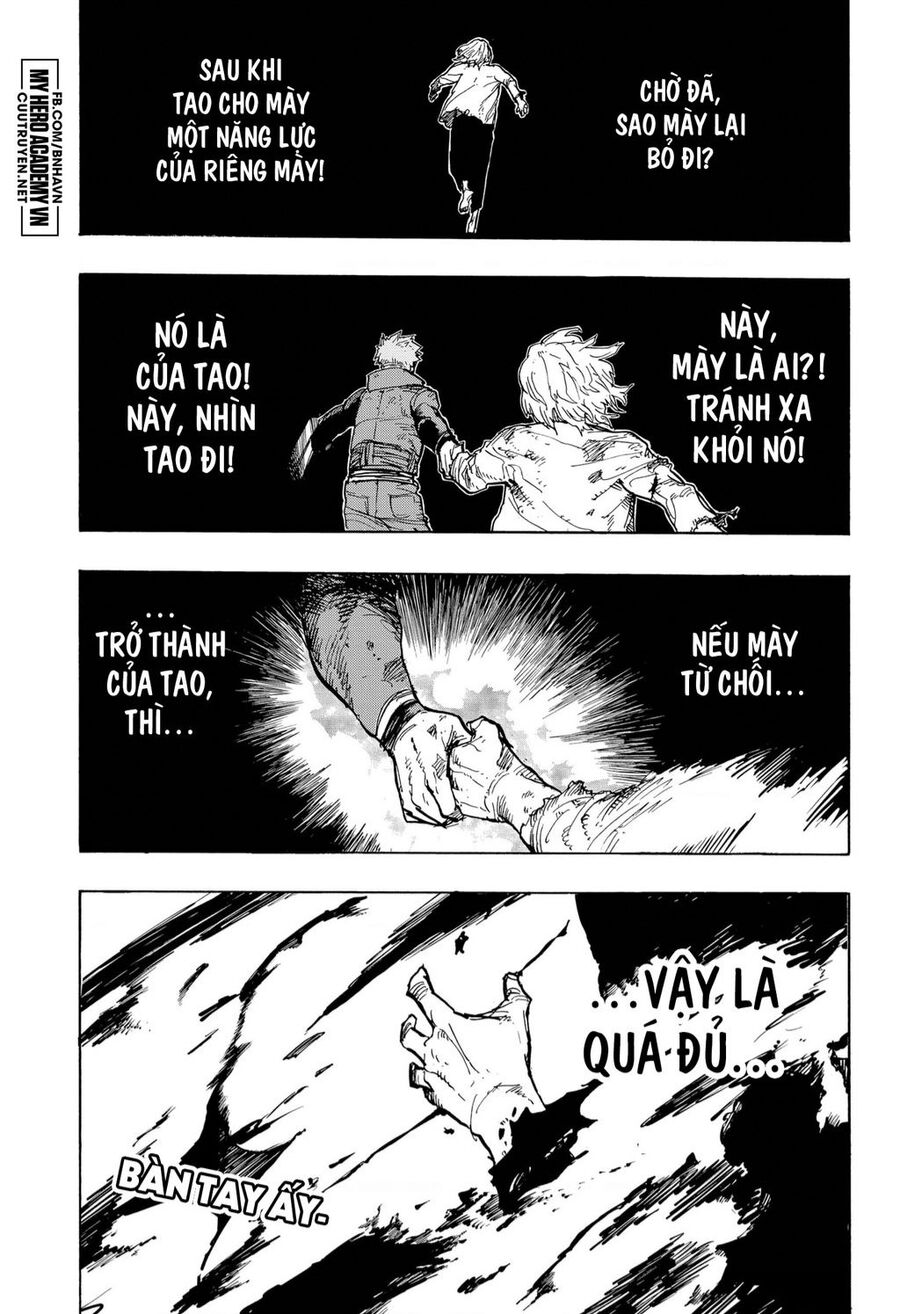 FB.COM/BNHAVN
MY HERO ACADEMY VN
CUUTRUYEN.NET
CHỜ ĐÃ,
SAO MÀY LẠI
BỎ ĐI?
SAU KHI
TAO CHO MÀY
MỘT NĂNG LỰC
CỦA RIÊNG MÀY!
NÀY,
MÀY LÀ AI?!
TRÁNH XA
KHỎI NÓ!
NÓ LÀ
CỦA TAO!
NÀY, NHÌN
TAO ĐI!
NẾU MÀY
TỪ CHỐI...
...
TRỞ THÀNH
CỦA TAO,
THÌ...
...VẬY LÀ
QUÁ ĐỦ...
BÀN TAY ẤY-